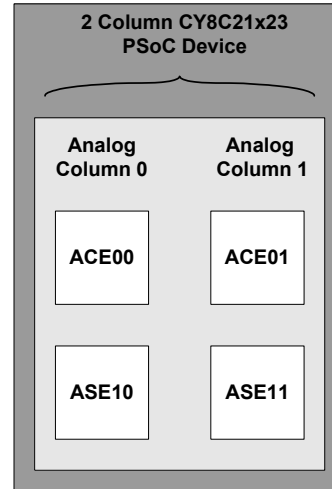 2 Column CY8C21x23
PSoC Device
Analog
Column 0
Analog
Column 1
ACE00
ACE01
ASE10
ASE11